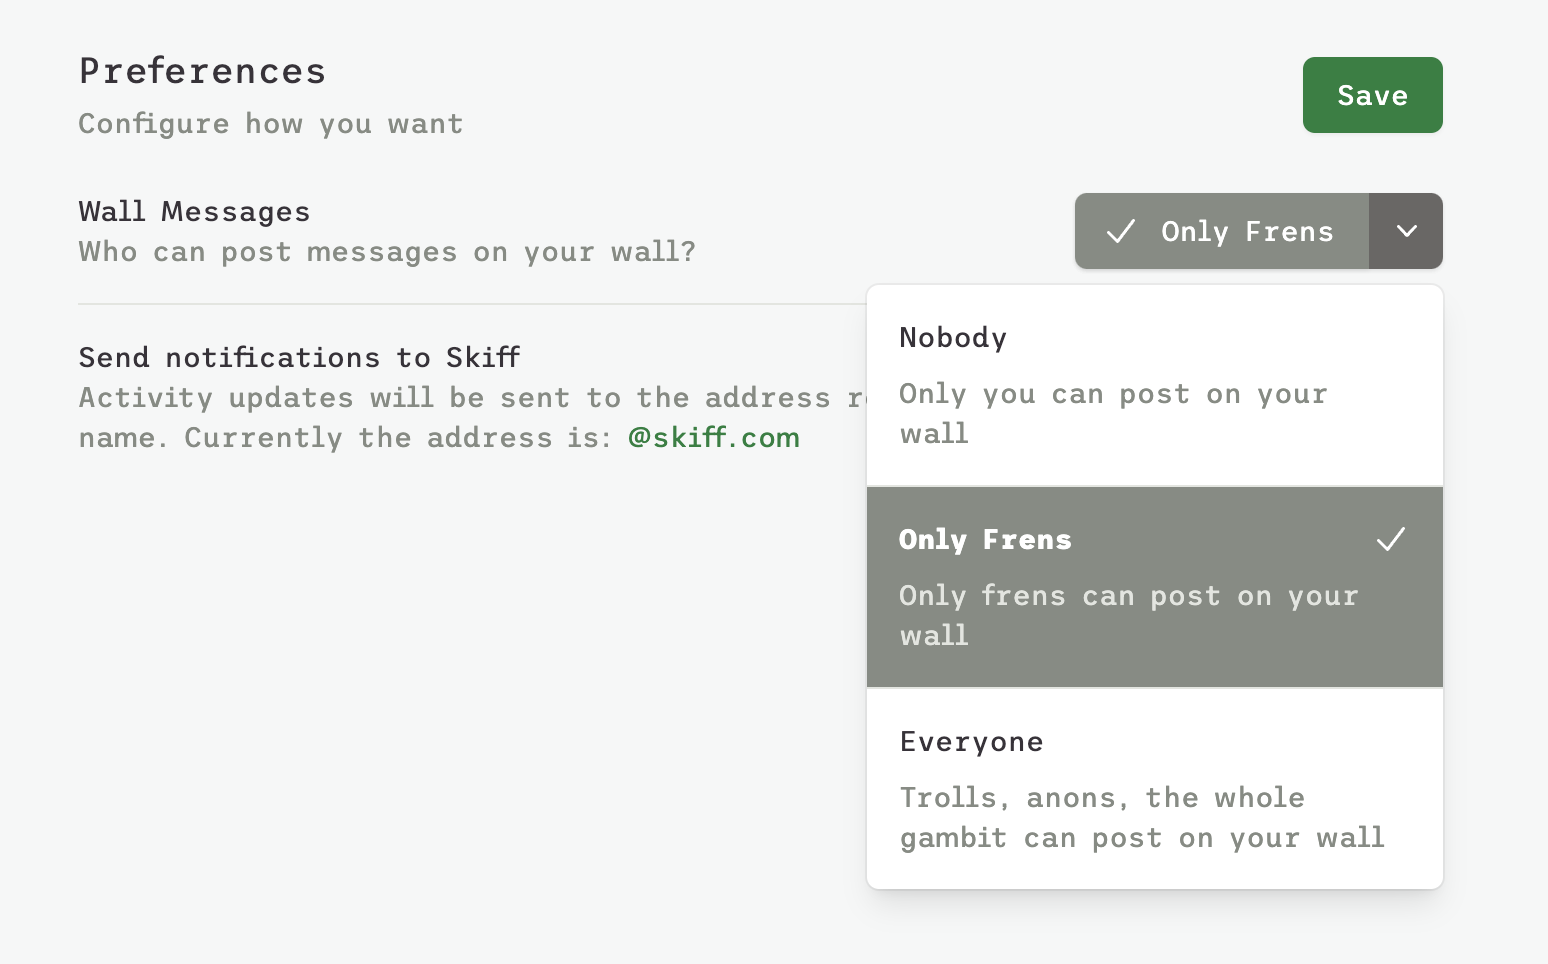 Preferences
Configure how you want
Save
Wall Messages
Who can post messages on your wall?
Only Frens
Send notifications to Skiff
Activity updates will be sent to the address
name. Currently the address is: @skiff.com
Nobody
Only you can post on your
wall
Only Frens
Only frens can post on your
wall
Everyone
Trolls, anons, the whole
gambit can post on your wall